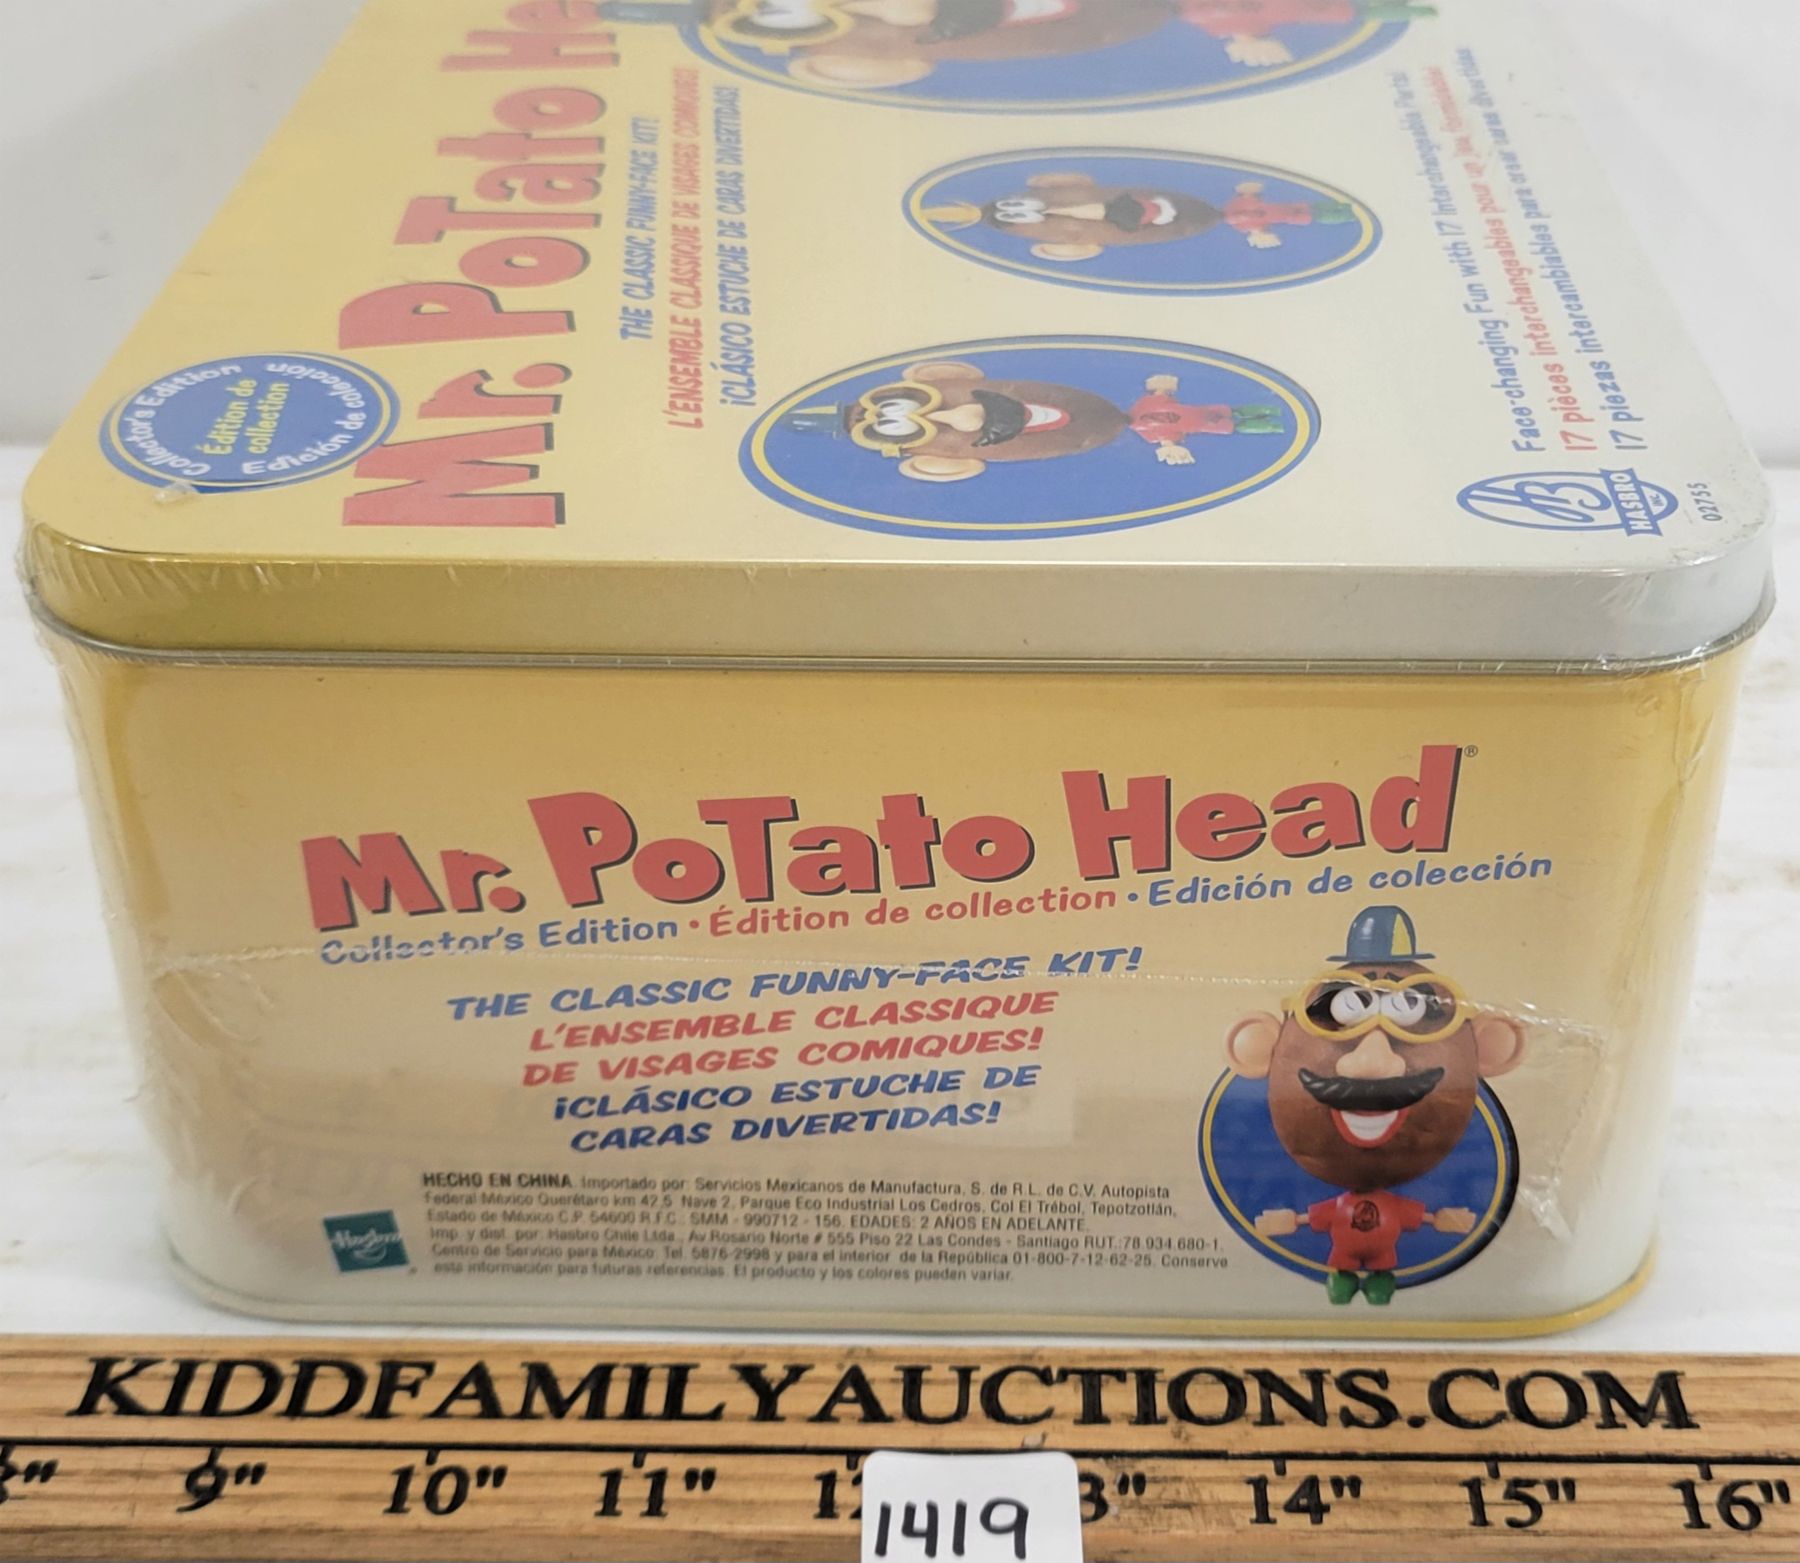 Collector's Edition
Édition de
collection
Edición de colección
Mr. PoTato He
THE CLASSIC FUNNY-FACE KIT!
L'ENSEMBLE CLASSIQUE DE VISAGES COMIQUES!
¡CLÁSICO ESTUCHE DE CARAS DIVERTIDAS!
Face-changing Fun with 17 Interchangeable Parts!
17 pièces interchangeables pour un jeu formidable!
17 piezas intercambiables para crear caras divertidas
HB
HASBRO
INC.
02755
Mr. PoTato Head®
Collector's Edition • Édition de collection • Edición de colección
THE CLASSIC FUNNY-FACE KIT!
L'ENSEMBLE CLASSIQUE
DE VISAGES COMIQUES!
¡CLÁSICO ESTUCHE DE
CARAS DIVERTIDAS!
HECHO EN CHINA. Importado por: Servicios Mexicanos de Manufactura, S. de R.L. de C.V. Autopista
Federal México Querétaro km 42.5 Nave 2, Parque Eco Industrial Los Cedros, Col El Trébol, Tepotzotlán,
Estado de México C.P. 54600 R.F.C.: SMM - 990712 - 156. EDADES: 2 AÑOS EN ADELANTE.
Imp. y dist. por: Hasbro Chile Ltda., Av Rosario Norte # 555 Piso 22 Las Condes - Santiago RUT.:78.934.680-1.
Centro de Servicio para México: Tel. 5876-2998 y para el interior de la República 01-800-7-12-62-25. Conserve
esta información para futuras referencias. El producto y los colores pueden variar.
Hasbro
KIDDFAMILYAUCTIONS.COM
9" 10" 11" 3" 14" 15" 16"
1419